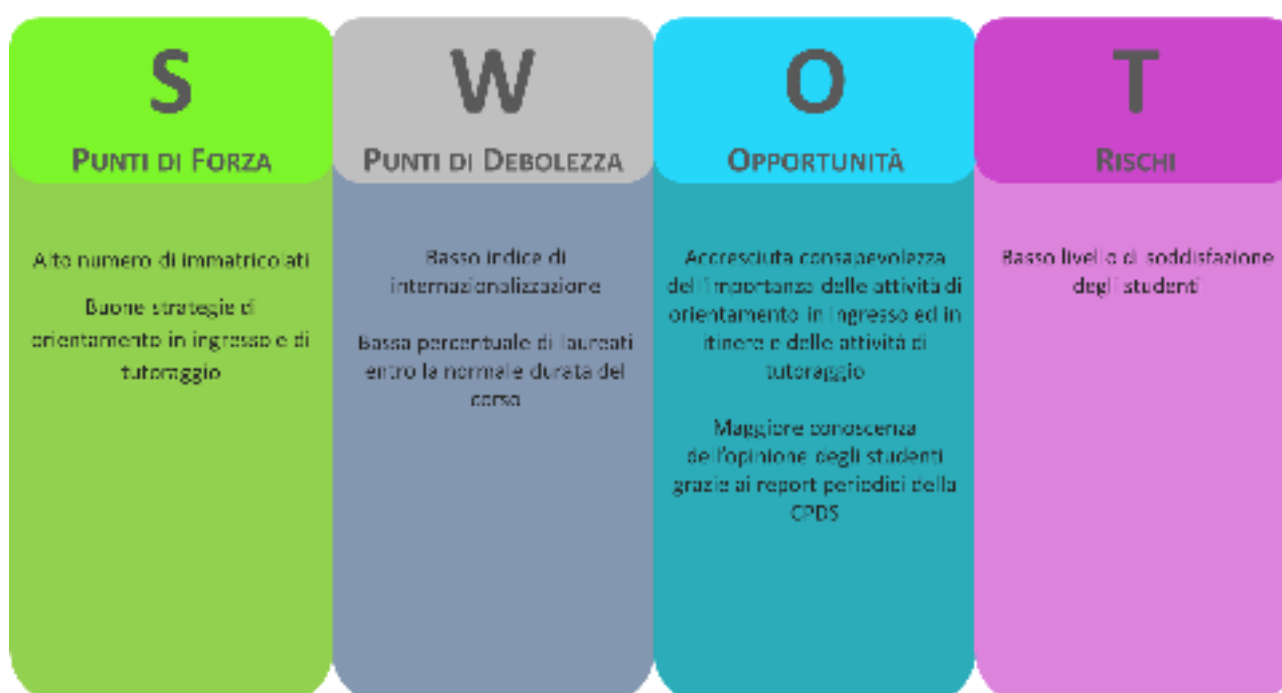 S
PUNTI DI FORZA
Alto numero di immatricolati
Buone strategie di
orientamento in ingresso e di
tutoraggio
W
PUNTI DI DEBOLEZZA
Basso indice di
internazionalizzazione
Bassa percentuale di laureati
entro la normale durata del
corso
O
OPPORTUNITÀ
Accresciuta consapevolezza
dell'importanza delle attività di
orientamento in ingresso ed in
itinere e delle attività di
tutoraggio
Maggiore conoscenza
dell'opinione degli studenti
grazie ai report periodici della
CPDS
T
RISCHI
Basso livello di soddisfazione
degli studenti